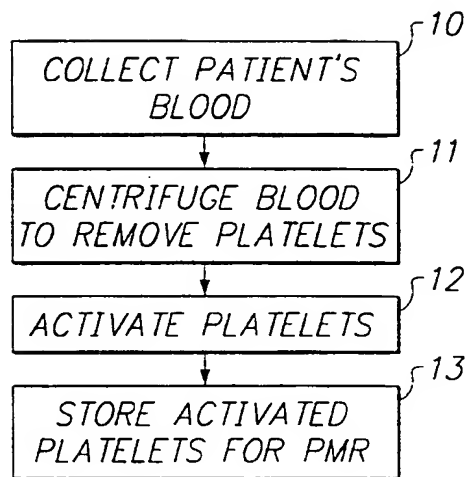 10
COLLECT PATIENT'S
BLOOD
11
CENTRIFUGE BLOOD
TO REMOVE PLATELETS
12
ACTIVATE PLATELETS
13
STORE ACTIVATED
PLATELETS FOR PMR